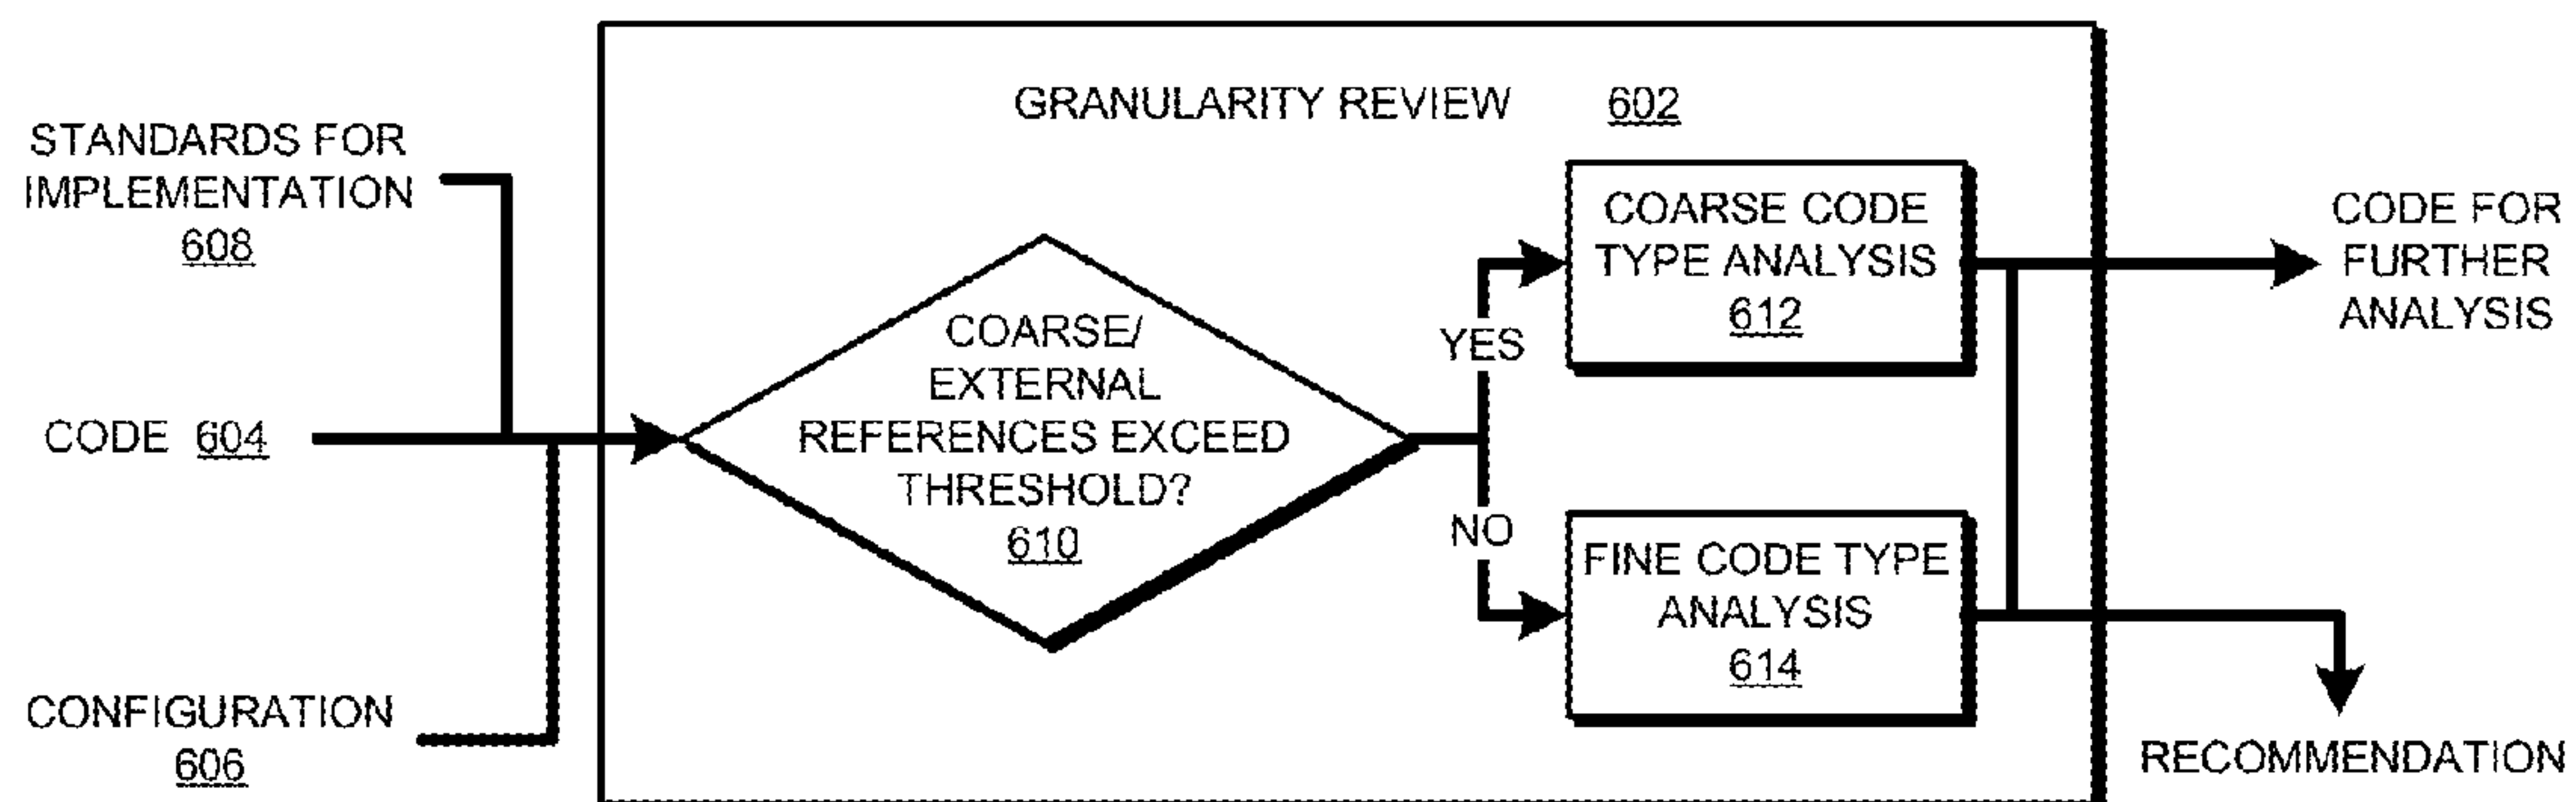 GRANULARITY REVIEW 602
STANDARDS FOR
IMPLEMENTATION
608
CODE 604
CONFIGURATION
606
COARSE/
EXTERNAL
REFERENCES EXCEED
THRESHOLD?
610
YES
NO
COARSE CODE
TYPE ANALYSIS
612
FINE CODE TYPE
ANALYSIS
614
CODE FOR
FURTHER
ANALYSIS
RECOMMENDATION